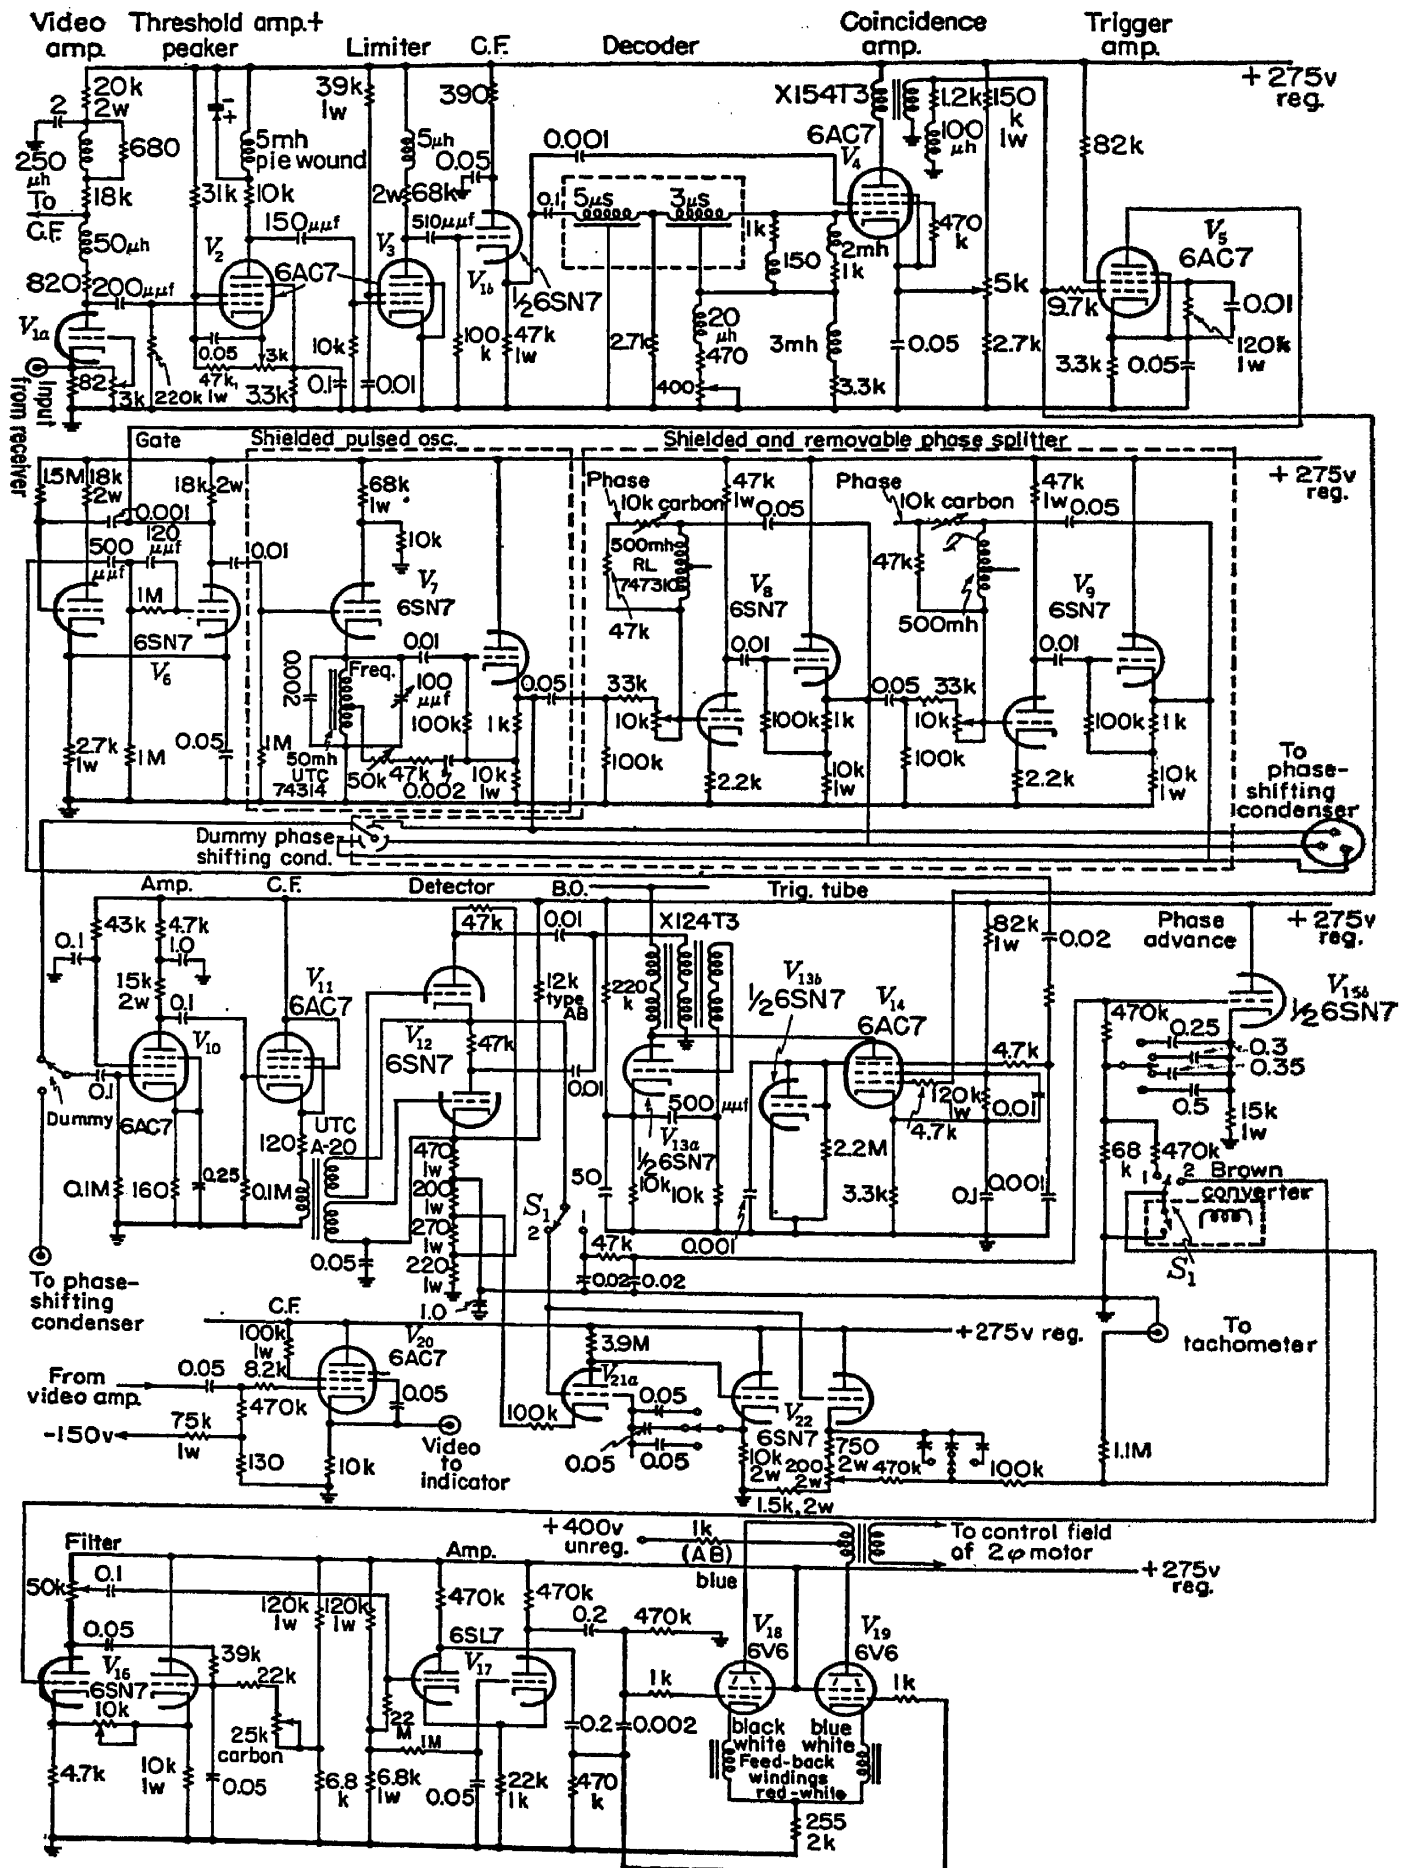 Video amp.
Threshold amp.+ peaker
Limiter
C.F.
Decoder
Coincidence amp.
Trigger amp.
+275v reg.
20k 2w
2
680
250 μh
To C.F.
18k
50μh
820
200μμf
V1a
Input from receiver
82
3k
220k
31k
5mh pie wound
10k
150μμf
V2
6AC7
0.05
47k, 1w
3k
3.3k
0.1
10k
0.01
39k 1w
5μh
2w
68k
510μμf
V3
390
0.05
V1b
½6SN7
100 k
47k 1w
0.001
0.1
5μs
3μs
2.7k
20 μh
470
400
1k
150
2mh
1k
3mh
3.3k
X154T3
6AC7
V4
1.2k
100 μh
150 k 1w
470 k
5k
0.05
2.7k
82k
V5
6AC7
9.7k
0.01
3.3k
0.05
120k 1w
Gate
Shielded pulsed osc.
Shielded and removable phase splitter
+275v reg.
1.5M
18k 2w
18k
2w
0.001
120 μμf
500 μμf
0.01
1M
6SN7
V6
2.7k 1w
1M
0.05
1M
68k 1w
10k
V7
6SN7
0.01
0.002
Freq.
100 μμf
100k
1k
50mh UTC 74314
50k
47k
0.002
10k 1w
0.05
Phase
10k carbon
500mh RL 747310
47k
47k 1w
0.05
V8
6SN7
0.01
33k
10k
100k
2.2k
100k
1k
10k 1w
Phase
10k carbon
47k
500mh
47k 1w
0.05
V9
6SN7
0.01
0.05
33k
10k
100k
2.2k
100k
1k
10k 1w
To phase-shifting condenser
Dummy phase-shifting cond.
Amp.
C.F.
Detector
B.O.
Trig. tube
Phase advance
+275v reg.
43k
4.7k
0.1
1.0
15k 2w
0.1
V10
6AC7
0.1
Dummy
0.1M
160
0.25
0.1M
V11
6AC7
120
UTC A-20
0.05
47k
0.01
V12
6SN7
47k
12k type AB
0.01
470 1w
200 1w
270 1w
220 1w
1.0
X124T3
220 k
500 μμf
V13a
½6SN7
50
10k
10k
S1
2
1
47k
0.02
0.02
V13b
½6SN7
V14
6AC7
2.2M
0.001
3.3k
4.7k
120k 1w
4.7k
0.01
0.1
0.001
82k 1w
0.02
470k
V15b
½6SN7
0.25
0.3
0.35
0.5
15k 1w
68 k
470k
1
2
Brown converter
S1
To phase-shifting condenser
C.F.
100k 1w
V20
6AC7
From video amp.
0.05
8.2k
470k
0.05
-150v
75k 1w
130
10k
Video to indicator
+275v reg.
To tachometer
3.9M
V21a
100k
0.05
0.05
0.05
V22
6SN7
10k 2w
750 2w
200 2w
1.5k, 2w
470k
100k
1.1M
+400v unreg.
1k (AB)
blue
To control field of 2φ motor
+275v reg.
Filter
Amp.
50k
0.1
0.05
V16
6SN7
10k
39k
22k
25k carbon
4.7k
10k 1w
0.05
120k 1w
120k 1w
6.8 k
6.8k 1w
22 M
1M
0.05
470k
470k
6SL7
V17
22k 1k
0.2
0.2
470 k
470k
1k
0.002
V18
6V6
V19
6V6
1k
black white
blue white
Feed-back windings
red-white
255 2k